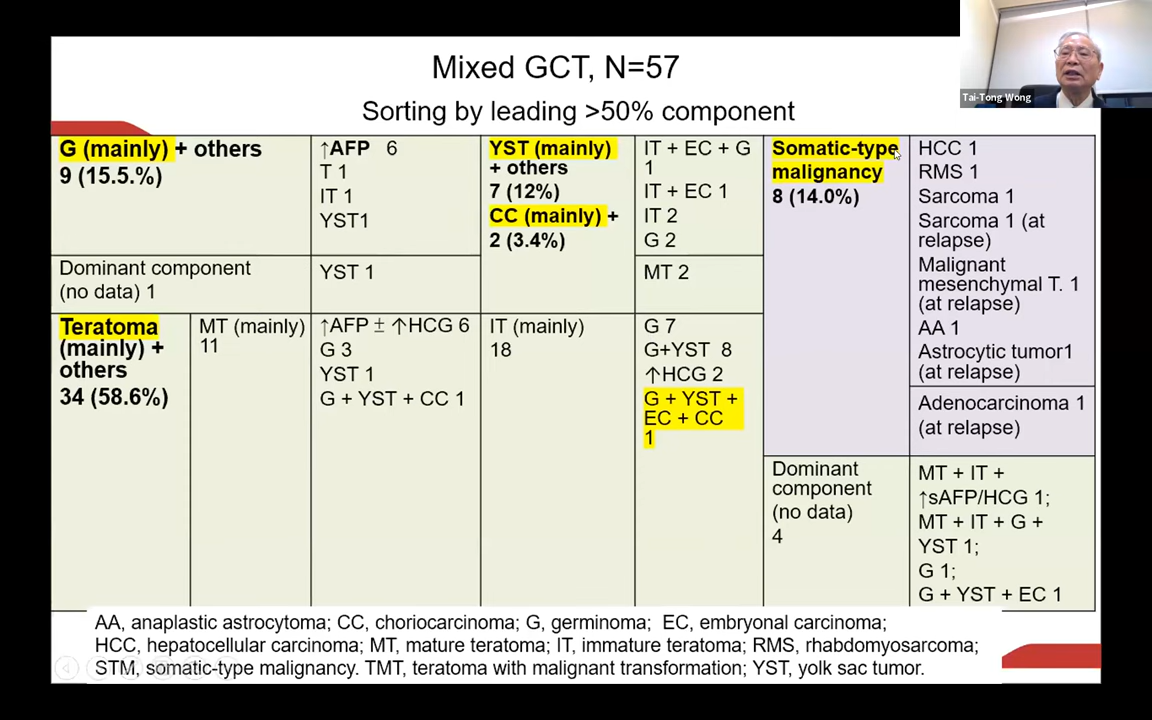 Mixed GCT, N=57
Sorting by leading >50% component
Tai-Tong Wong
G (mainly) + others
9 (15.5.%)
↑AFP 6
T 1
IT 1
YST1
YST (mainly)
+ others
7 (12%)
CC (mainly) +
2 (3.4%)
IT + EC + G
1
IT + EC 1
IT 2
G 2
Somatic-type
malignancy
8 (14.0%)
HCC 1
RMS 1
Sarcoma 1
Sarcoma 1 (at
relapse)
Malignant
mesenchymal T. 1
(at relapse)
AA 1
Astrocytic tumor1
(at relapse)
Adenocarcinoma 1
(at relapse)
Dominant component
(no data) 1
YST 1
MT 2
Teratoma
(mainly) +
others
34 (58.6%)
MT (mainly)
11
↑AFP ± ↑HCG 6
G 3
YST 1
G + YST + CC 1
IT (mainly)
18
G 7
G+YST 8
↑HCG 2
G + YST +
EC + CC
1
Dominant
component
(no data)
4
MT + IT +
↑sAFP/HCG 1;
MT + IT + G +
YST 1;
G 1;
G + YST + EC 1
AA, anaplastic astrocytoma; CC, choriocarcinoma; G, germinoma; EC, embryonal carcinoma;
HCC, hepatocellular carcinoma; MT, mature teratoma; IT, immature teratoma; RMS, rhabdomyosarcoma;
STM, somatic-type malignancy. TMT, teratoma with malignant transformation; YST, yolk sac tumor.